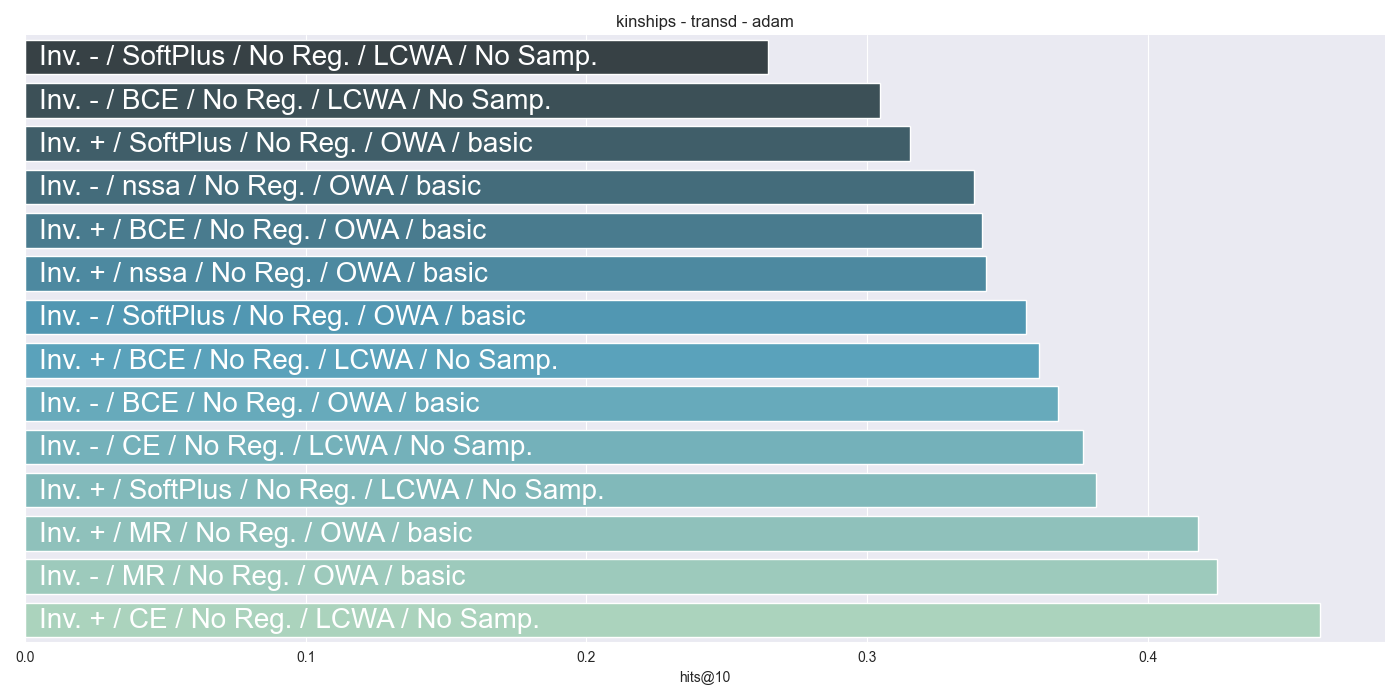 kinships - transd - adam
Inv. - / SoftPlus / No Reg. / LCWA / No Samp.
Inv. - / BCE / No Reg. / LCWA / No Samp.
Inv. + / SoftPlus / No Reg. / OWA / basic
Inv. - / nssa / No Reg. / OWA / basic
Inv. + / BCE / No Reg. / OWA / basic
Inv. + / nssa / No Reg. / OWA / basic
Inv. - / SoftPlus / No Reg. / OWA / basic
Inv. + / BCE / No Reg. / LCWA / No Samp.
Inv. - / BCE / No Reg. / OWA / basic
Inv. - / CE / No Reg. / LCWA / No Samp.
Inv. + / SoftPlus / No Reg. / LCWA / No Samp.
Inv. + / MR / No Reg. / OWA / basic
Inv. - / MR / No Reg. / OWA / basic
Inv. + / CE / No Reg. / LCWA / No Samp.
0.0 0.1 0.2 0.3 0.4
hits@10